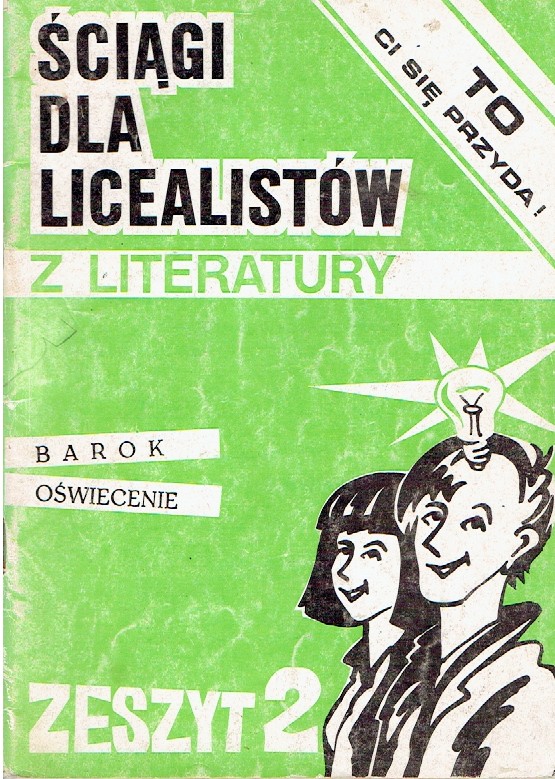 ŚCIĄGI
DLA
LICEALISTÓW
Z LITERATURY
TO
CI SIĘ PRZYDA!
BAROK
OŚWIECENIE
ZESZYT 2